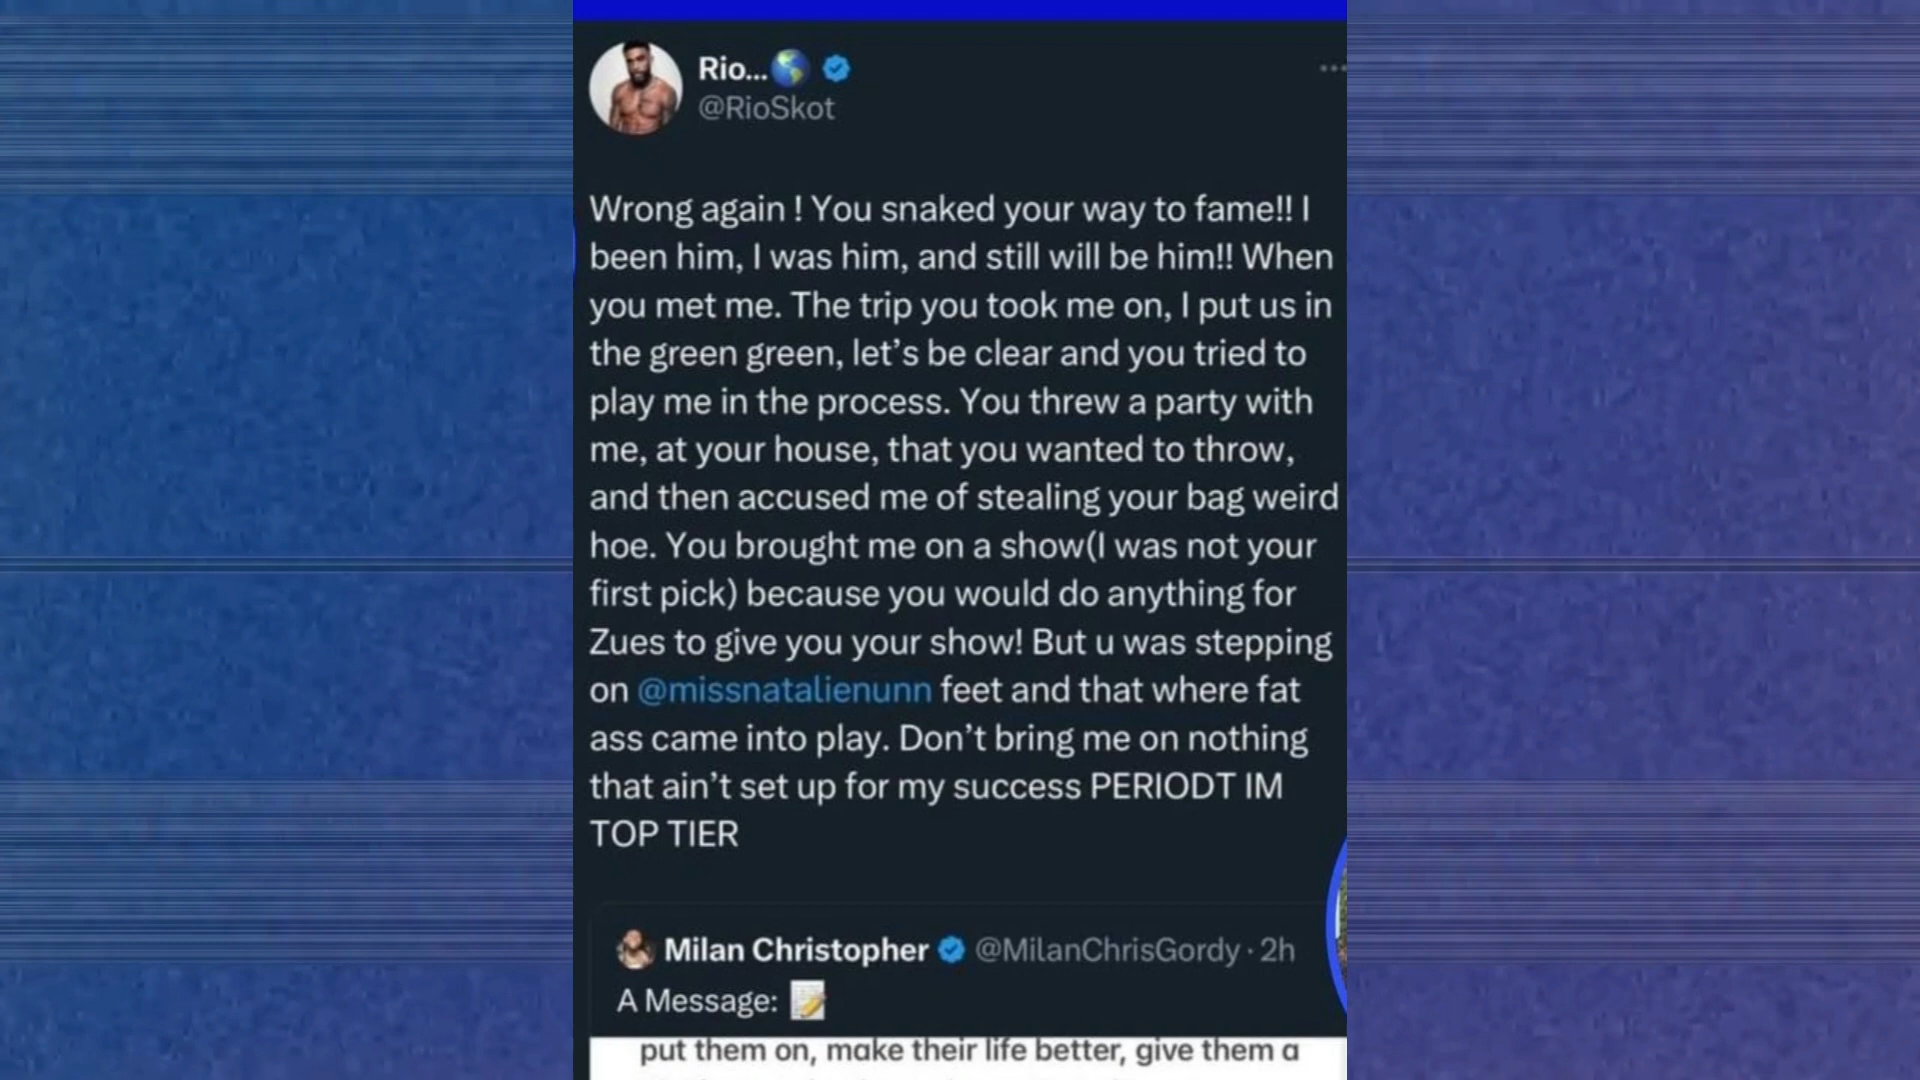 Rio...🌎
@RioSkot
Wrong again ! You snaked your way to fame!! I
been him, I was him, and still will be him!! When
you met me. The trip you took me on, I put us in
the green green, let’s be clear and you tried to
play me in the process. You threw a party with
me, at your house, that you wanted to throw,
and then accused me of stealing your bag weird
hoe. You brought me on a show(I was not your
first pick) because you would do anything for
Zues to give you your show! But u was stepping
on @missnatalienunn feet and that where fat
ass came into play. Don’t bring me on nothing
that ain’t set up for my success PERIODT IM
TOP TIER
Milan Christopher @MilanChrisGordy · 2h
A Message: 📝
put them on, make their life better, give them a